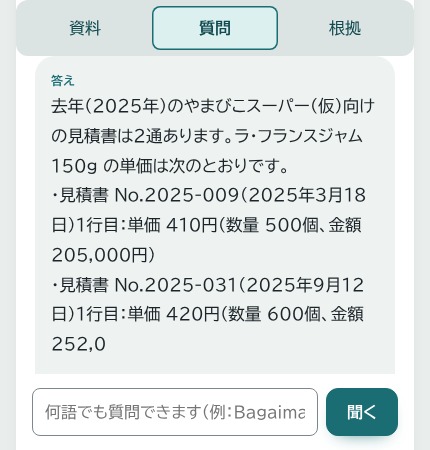 資料
質問
根拠
答え
去年(2025年)のやまびこスーパー(仮)向け
の見積書は2通あります。ラ・フランスジャム
150g の単価は次のとおりです。
・見積書 No.2025-009(2025年3月18
日)1行目:単価 410円(数量 500個、金額
205,000円)
・見積書 No.2025-031(2025年9月12
日)1行目:単価 420円(数量 600個、金額
252,0
何語でも質問できます(例:Bagaima
聞く